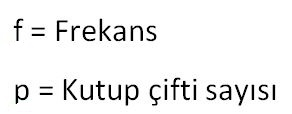 f = Frekans
p = Kutup çifti sayısı